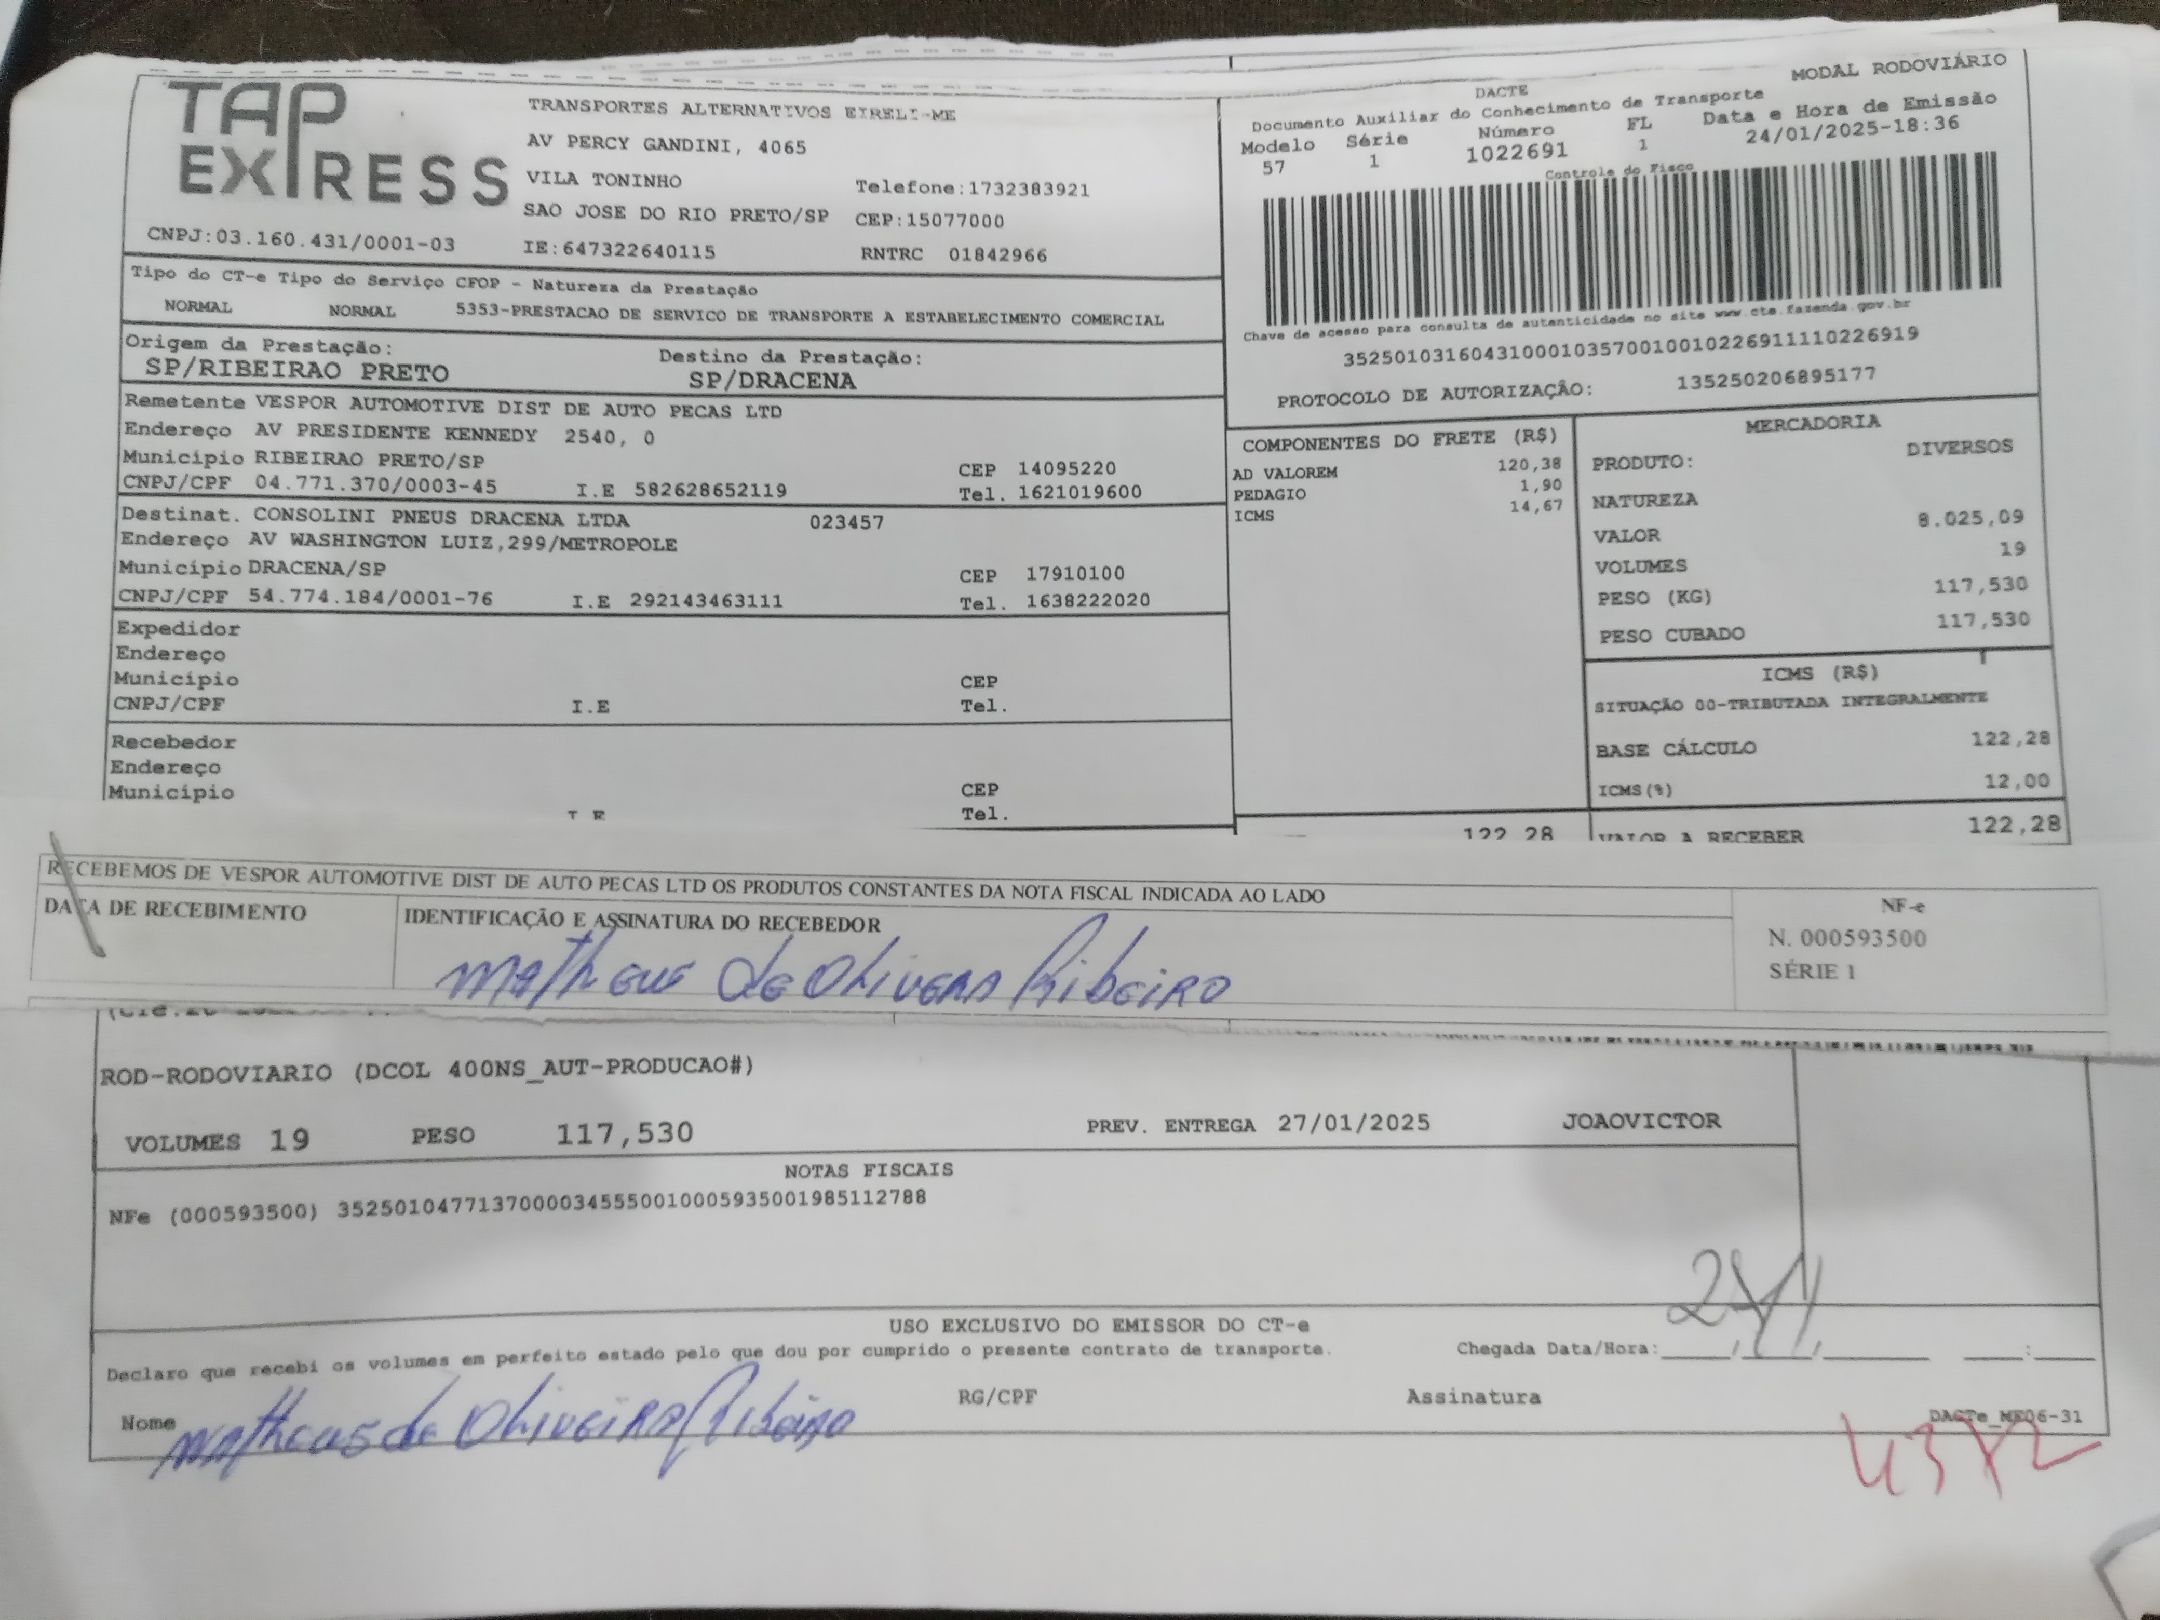 TAP EXPRESS
TRANSPORTES ALTERNATIVOS EIRELI-ME
AV PERCY GANDINI, 4065
VILA TONINHO Telefone:1732383921
SAO JOSE DO RIO PRETO/SP CEP:15077000
CNPJ:03.160.431/0001-03 IE:647322640115 RNTRC 01842966
MODAL RODOVIÁRIO
DACTE
Documento Auxiliar do Conhecimento de Transporte
Modelo Série Número FL Data e Hora de Emissão
57 1 1022691 1 24/01/2025-18:36
Controle do Fisco
Chave de acesso para consulta de autenticidade no site www.cte.fazenda.gov.br
35250103160431000103570010010226911110226919
PROTOCOLO DE AUTORIZAÇÃO: 135250206895177
Tipo do CT-e Tipo do Serviço CFOP - Natureza da Prestação
NORMAL NORMAL 5353-PRESTACAO DE SERVICO DE TRANSPORTE A ESTABELECIMENTO COMERCIAL
Origem da Prestação: Destino da Prestação:
SP/RIBEIRAO PRETO SP/DRACENA
Remetente VESPOR AUTOMOTIVE DIST DE AUTO PECAS LTD
Endereço AV PRESIDENTE KENNEDY 2540, 0
Município RIBEIRAO PRETO/SP CEP 14095220
CNPJ/CPF 04.771.370/0003-45 I.E 582628652119 Tel. 1621019600
Destinat. CONSOLINI PNEUS DRACENA LTDA 023457
Endereço AV WASHINGTON LUIZ,299/METROPOLE
Município DRACENA/SP CEP 17910100
CNPJ/CPF 54.774.184/0001-76 I.E 292143463111 Tel. 1638222020
Expedidor
Endereço
Município CEP
CNPJ/CPF I.E Tel.
Recebedor
Endereço
Município CEP
I E Tel.
COMPONENTES DO FRETE (R$)
AD VALOREM 120,38
PEDAGIO 1,90
ICMS 14,67
122 28
MERCADORIA
PRODUTO: DIVERSOS
NATUREZA
VALOR 8.025,09
VOLUMES 19
PESO (KG) 117,530
PESO CUBADO 117,530
ICMS (R$)
SITUAÇÃO 00-TRIBUTADA INTEGRALMENTE
BASE CÁLCULO 122,28
ICMS(%) 12,00
VALOR A RECEBER 122,28
RECEBEMOS DE VESPOR AUTOMOTIVE DIST DE AUTO PECAS LTD OS PRODUTOS CONSTANTES DA NOTA FISCAL INDICADA AO LADO
DATA DE RECEBIMENTO IDENTIFICAÇÃO E ASSINATURA DO RECEBEDOR
Matheus de Olivera Ribeiro
NF-e
N. 000593500
SÉRIE 1
ROD-RODOVIARIO (DCOL 400NS_AUT-PRODUCAO#)
VOLUMES 19 PESO 117,530 PREV. ENTREGA 27/01/2025 JOAOVICTOR
NOTAS FISCAIS
NFe (000593500) 35250104771370000345550010005935001985112788
USO EXCLUSIVO DO EMISSOR DO CT-e
Declaro que recebi os volumes em perfeito estado pelo que dou por cumprido o presente contrato de transporte. Chegada Data/Hora:
Nome Matheus de Oliveira Ribeiro RG/CPF Assinatura
DACTe_ME06-31